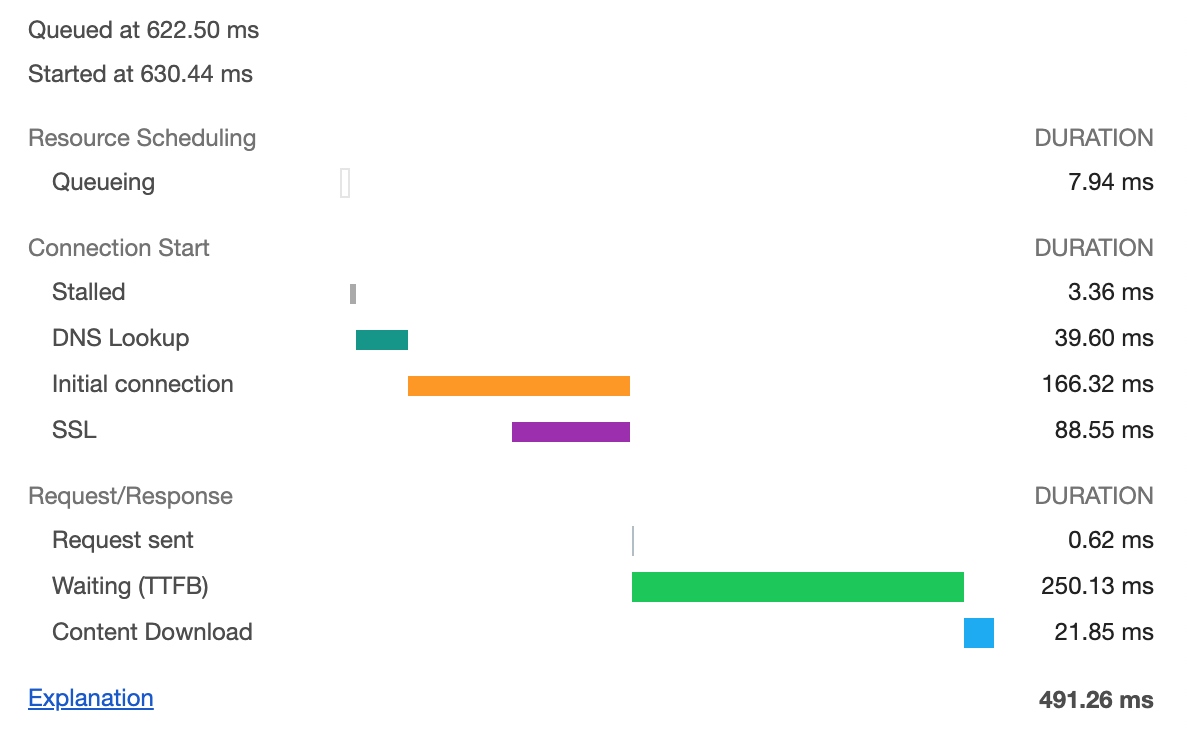 Queued at 622.50 ms
Started at 630.44 ms
Resource Scheduling DURATION
Queueing 7.94 ms
Connection Start DURATION
Stalled 3.36 ms
DNS Lookup 39.60 ms
Initial connection 166.32 ms
SSL 88.55 ms
Request/Response DURATION
Request sent 0.62 ms
Waiting (TTFB) 250.13 ms
Content Download 21.85 ms
Explanation 491.26 ms